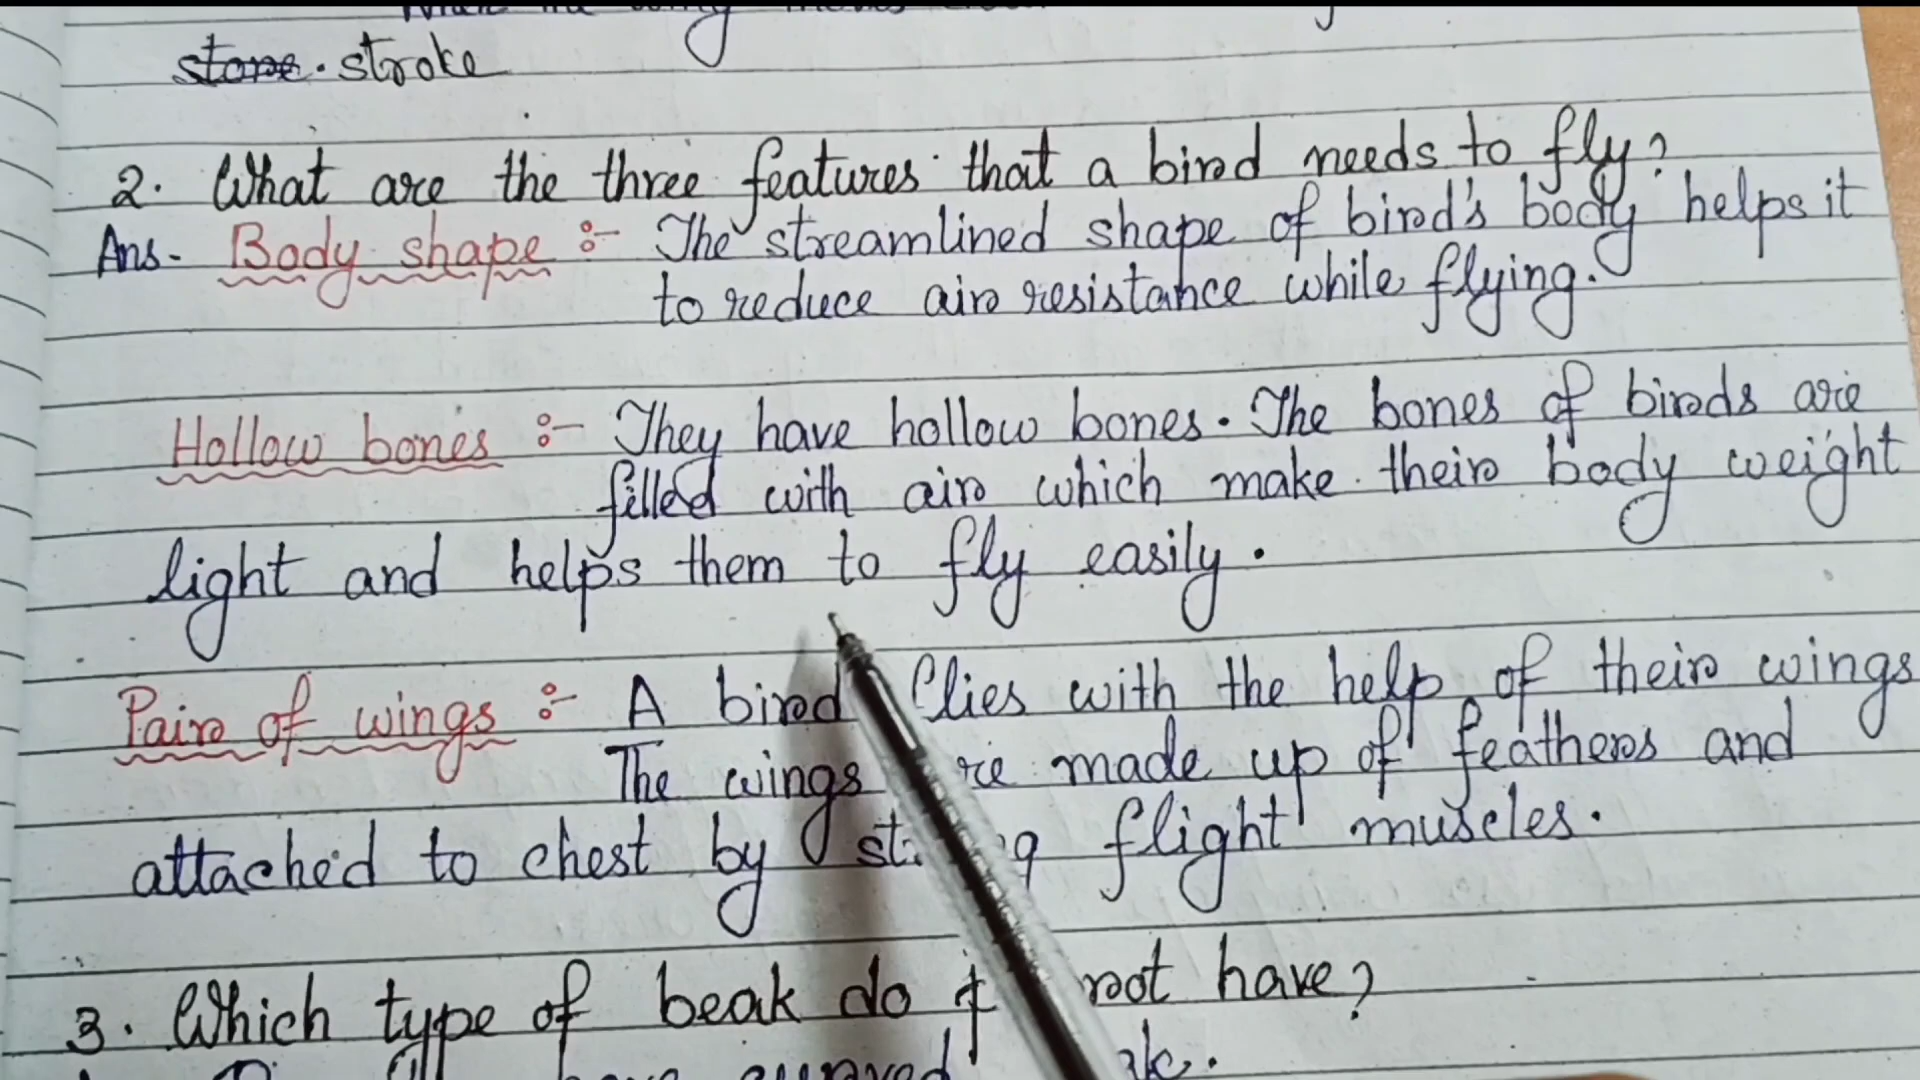 stone. stroke
2. What are the three features that a bird needs to fly?
Ans. Body shape :- The streamlined shape of bird's body helps it
to reduce air resistance while flying.
Hollow bones :- They have hollow bones. The bones of birds are
filled with air which make their body weight
light and helps them to fly easily.
Pair of wings :- A bird flies with the help of their wings
The wings are made up of feathers and
attached to chest by strong flight muscles.
3. Which type of beak do have?
have curved